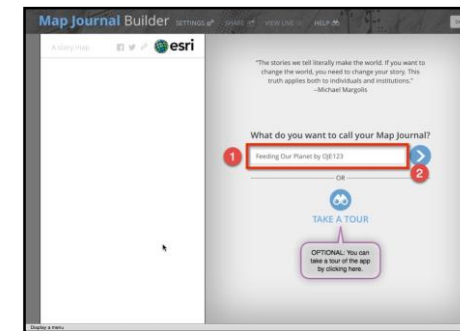 Map Journal Builder SETTINGS SHARE VIEW LIVE HELP
A story map esri
"The stories we tell literally make the world. If you want to
change the world, you need to change your story. This
truth applies both to individuals and institutions."
–Michael Margolis
What do you want to call your Map Journal?
1 Feeding Our Planet by OJE123
2
OR
TAKE A TOUR
OPTIONAL: You can
take a tour of the app
by clicking here.
Display a menu